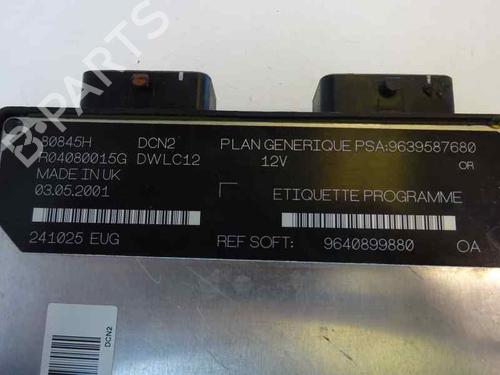 B-PARTS
80845H DCN2 PLAN GENERIQUE PSA:9639587680
R04080015G DWLC12 12V OR
MADE IN UK
03.05.2001 ETIQUETTE PROGRAMME
241025 EUG REF SOFT: 9640899880 OA
DCN2